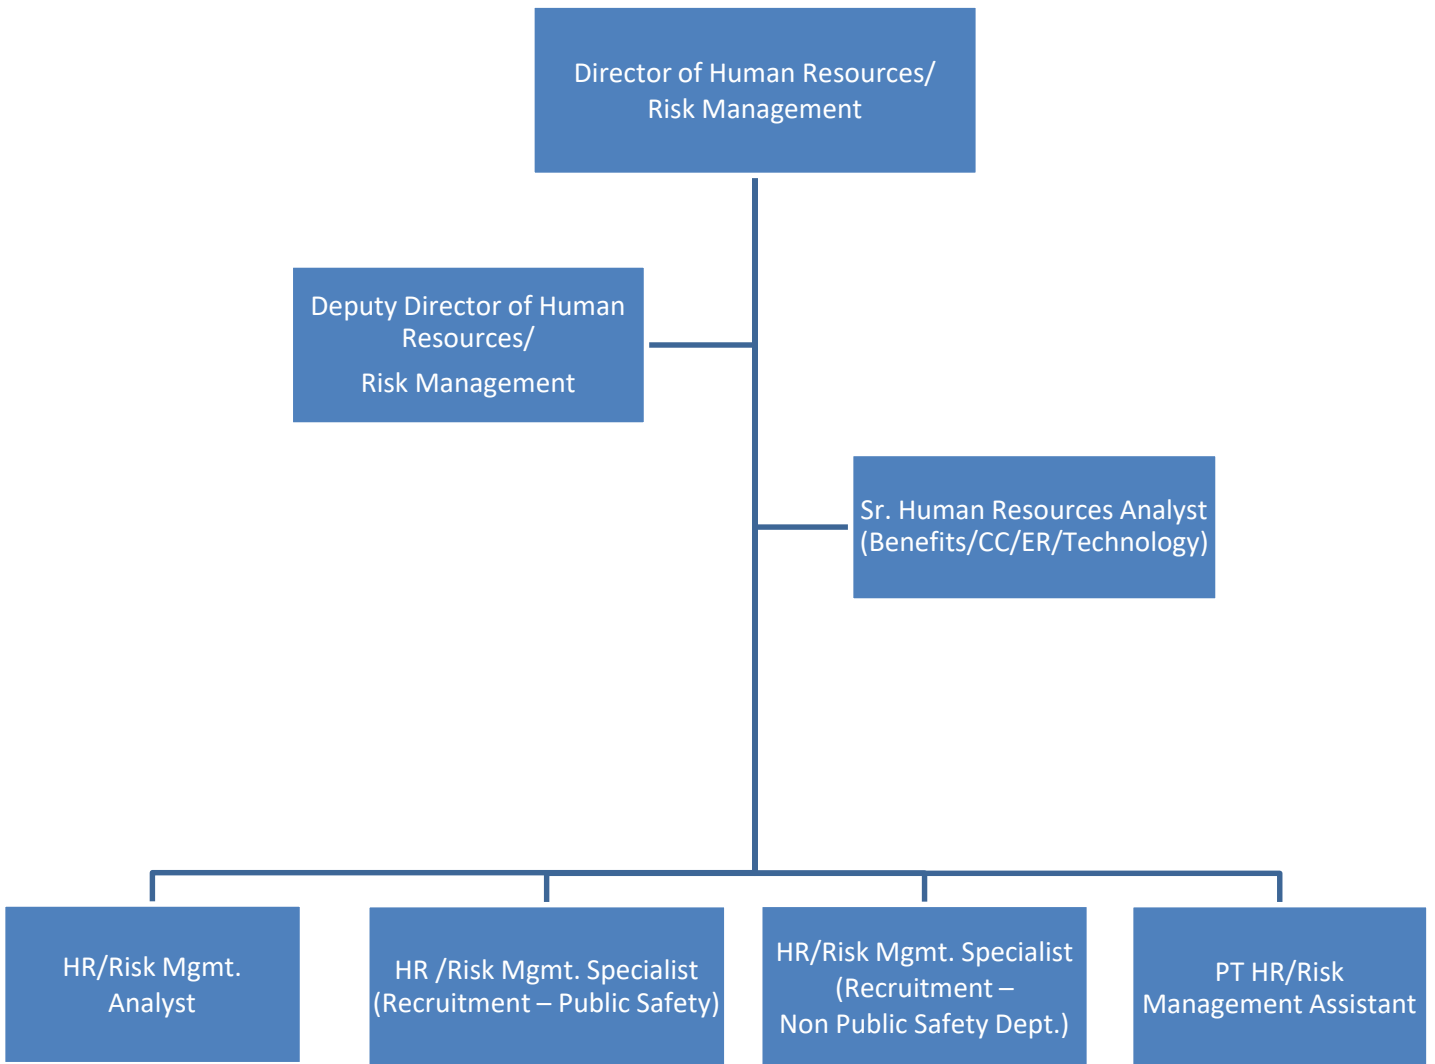 Director of Human Resources/
Risk Management
Deputy Director of Human
Resources/
Risk Management
Sr. Human Resources Analyst
(Benefits/CC/ER/Technology)
HR/Risk Mgmt.
Analyst
HR /Risk Mgmt. Specialist
(Recruitment – Public Safety)
HR/Risk Mgmt. Specialist
(Recruitment –
Non Public Safety Dept.)
PT HR/Risk
Management Assistant